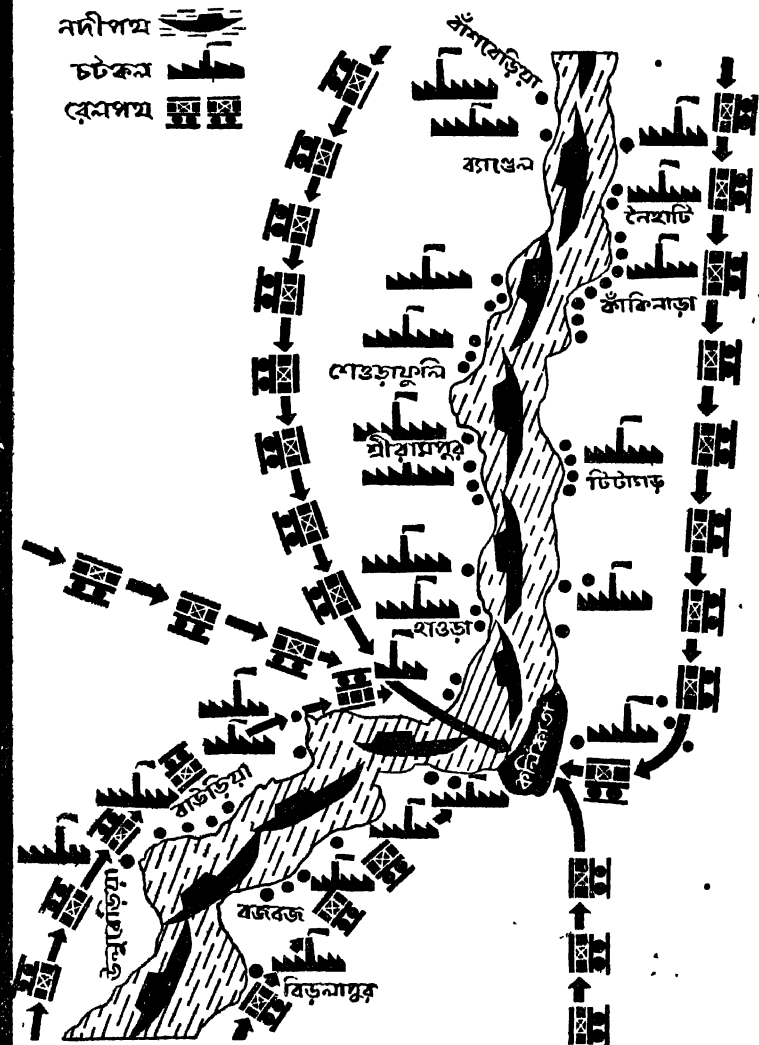 নদীপথ
চটকল
রেলপথ
বাঁশবেড়িয়া
ব্যাণ্ডেল
নৈহাটি
কাঁকিনাড়া
শেওড়াফুলি
শ্রীরামপুর
টিটাগড়
হাওড়া
কলিকাতা
বাউড়িয়া
উলুবেড়িয়া
বজবজ
বিড়লাপুর